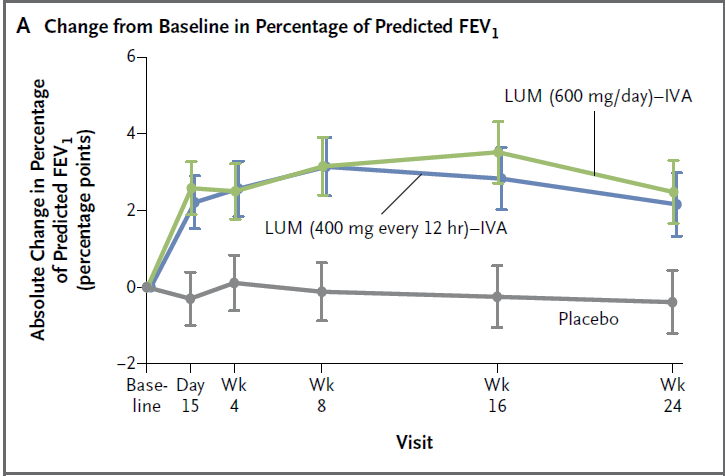 A Change from Baseline in Percentage of Predicted FEV1
Absolute Change in Percentage
of Predicted FEV1
(percentage points)
6
4
2
0
−2
LUM (600 mg/day)–IVA
LUM (400 mg every 12 hr)–IVA
Placebo
Base- Day Wk Wk Wk Wk
line 15 4 8 16 24
Visit